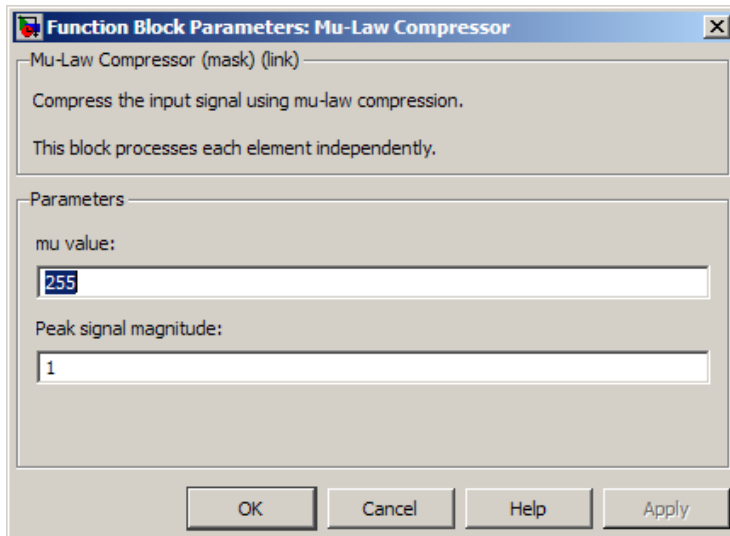 Function Block Parameters: Mu-Law Compressor
Mu-Law Compressor (mask) (link)
Compress the input signal using mu-law compression.
This block processes each element independently.
Parameters
mu value:
255
Peak signal magnitude:
1
OK Cancel Help Apply